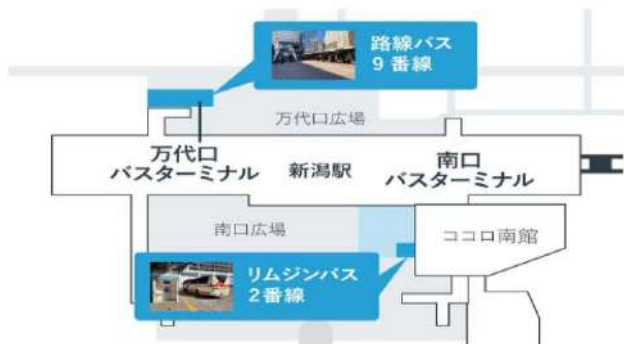 路線バス
9番線
万代口広場
万代口
バスターミナル
新潟駅
南口
バスターミナル
南口広場
ココロ南館
リムジンバス
2番線